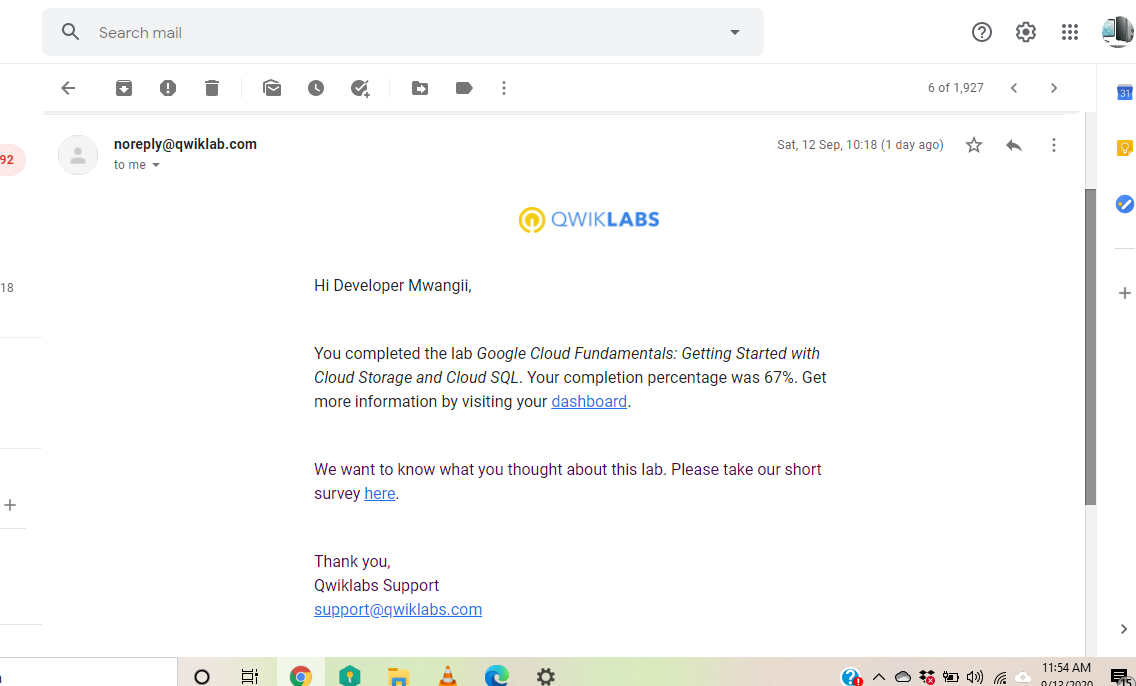 Search mail
6 of 1,927
31
92
noreply@qwiklab.com
Sat, 12 Sep, 10:18 (1 day ago)
to me
QWIKLABS
18
Hi Developer Mwangii,
You completed the lab Google Cloud Fundamentals: Getting Started with
Cloud Storage and Cloud SQL. Your completion percentage was 67%. Get
more information by visiting your dashboard.
We want to know what you thought about this lab. Please take our short
survey here.
Thank you,
Qwiklabs Support
support@qwiklabs.com
11:54 AM
9/13/2020
15